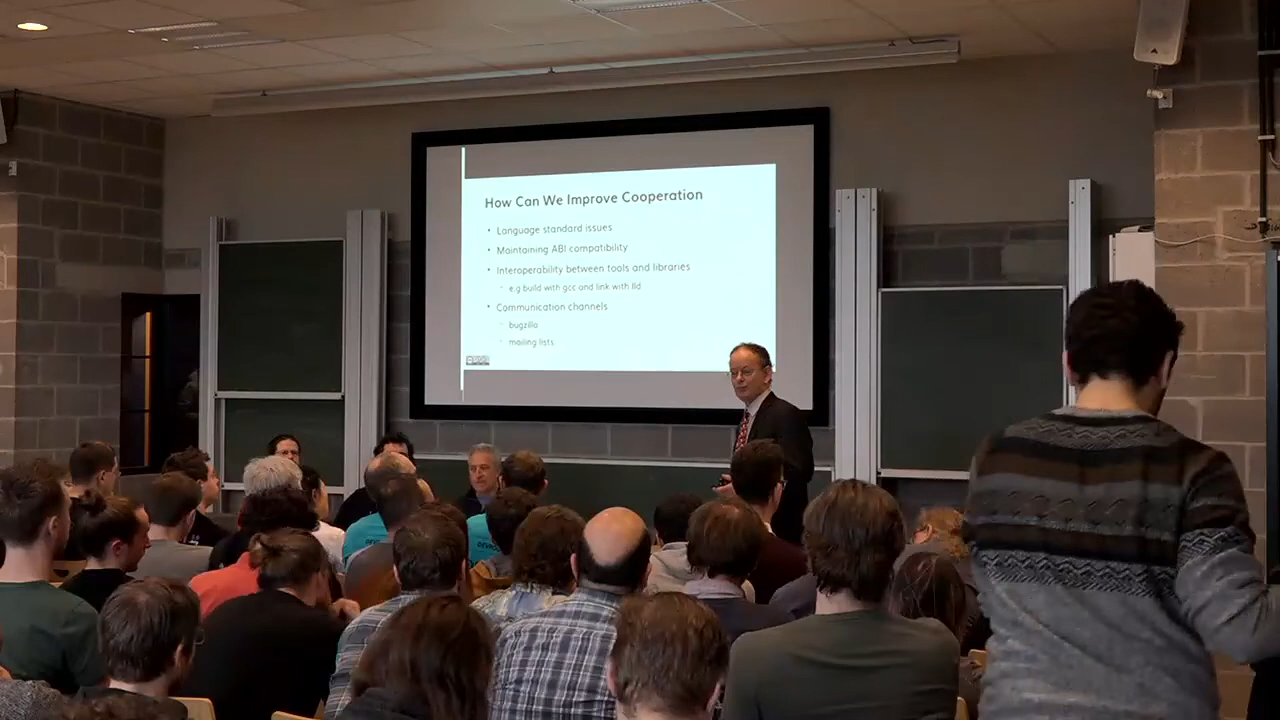 How Can We Improve Cooperation
• Language standard issues
• Maintaining ABI compatibility
• Interoperability between tools and libraries
- e.g build with gcc and link with lld
• Communication channels
- bugzilla
- mailing lists